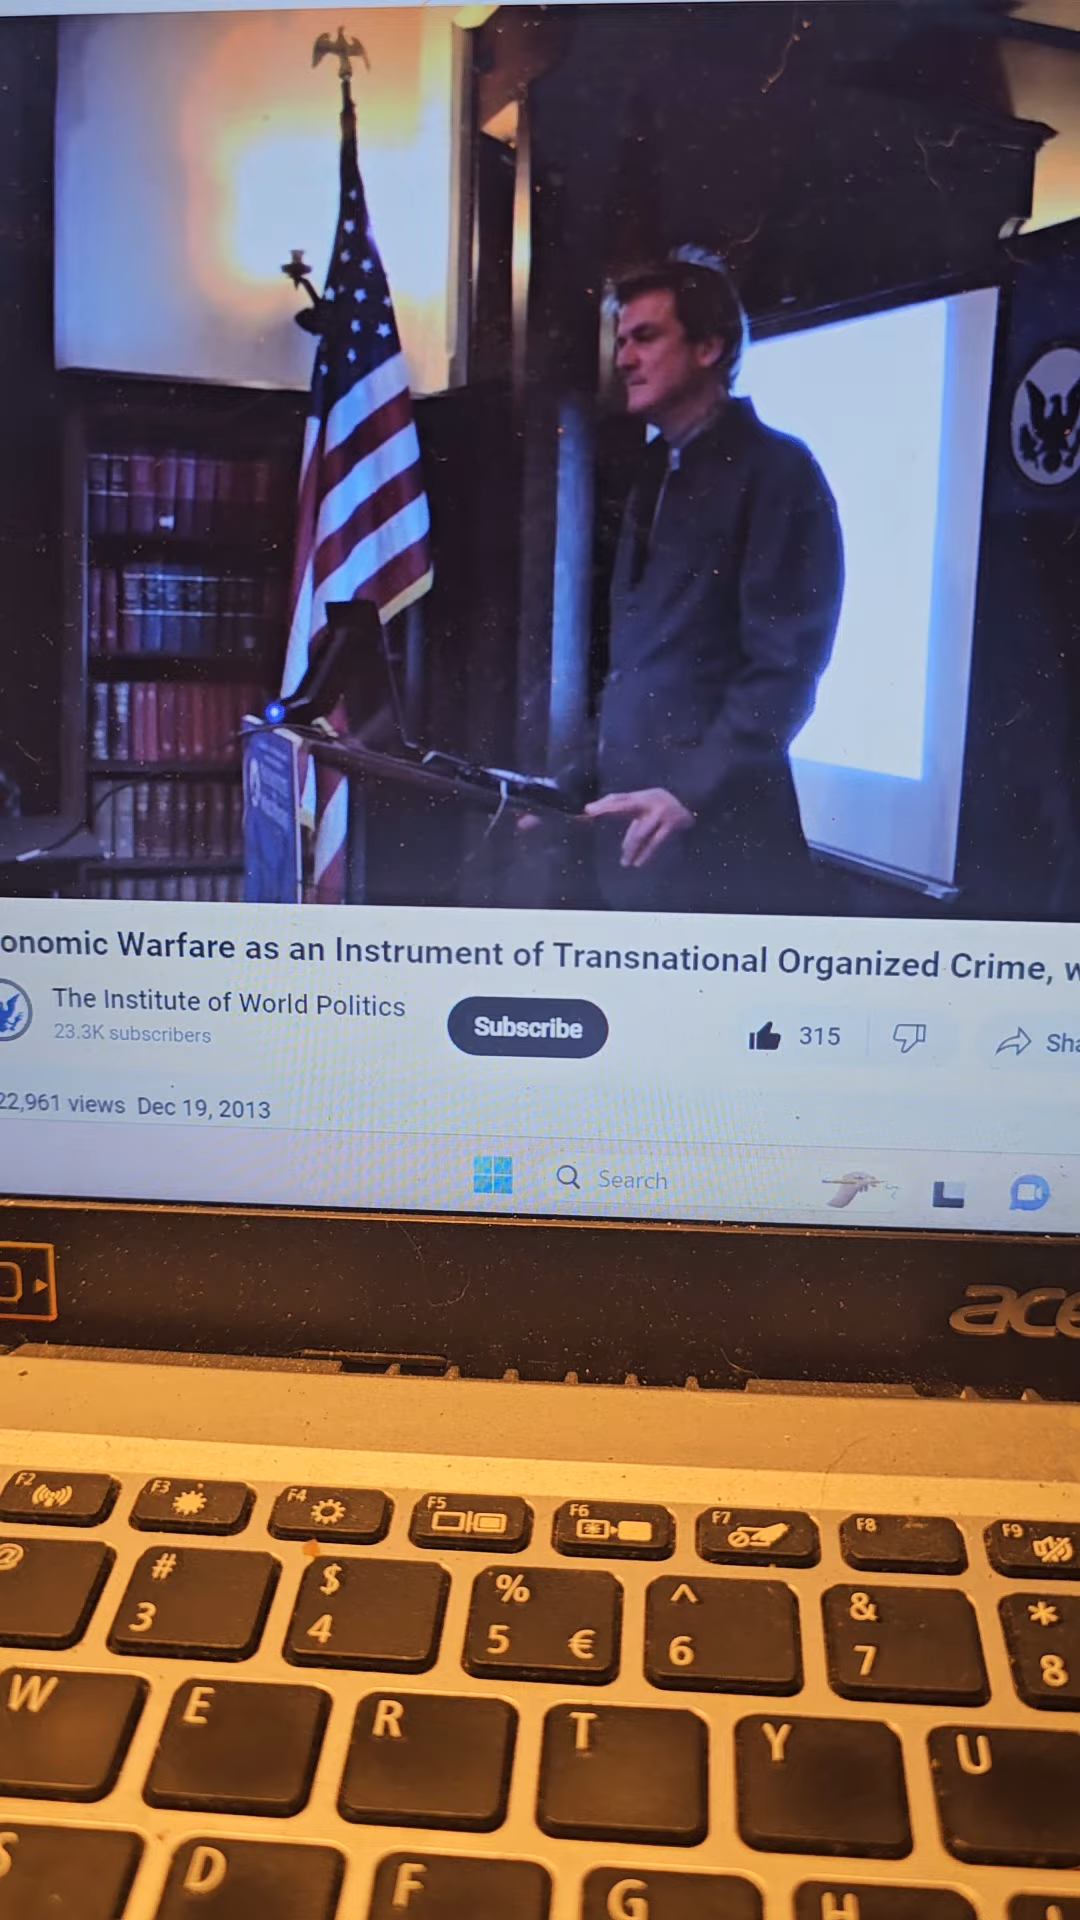 onomic Warfare as an Instrument of Transnational Organized Crime, w
The Institute of World Politics
23.3K subscribers
Subscribe
315
Sha
22,961 views Dec 19, 2013
Search
ace
F2 F3 F4 F5 F6 F7 F8 F9
@ # $ % ^ & *
3 4 5 € 6 7 8
W E R T Y U
S D F G H